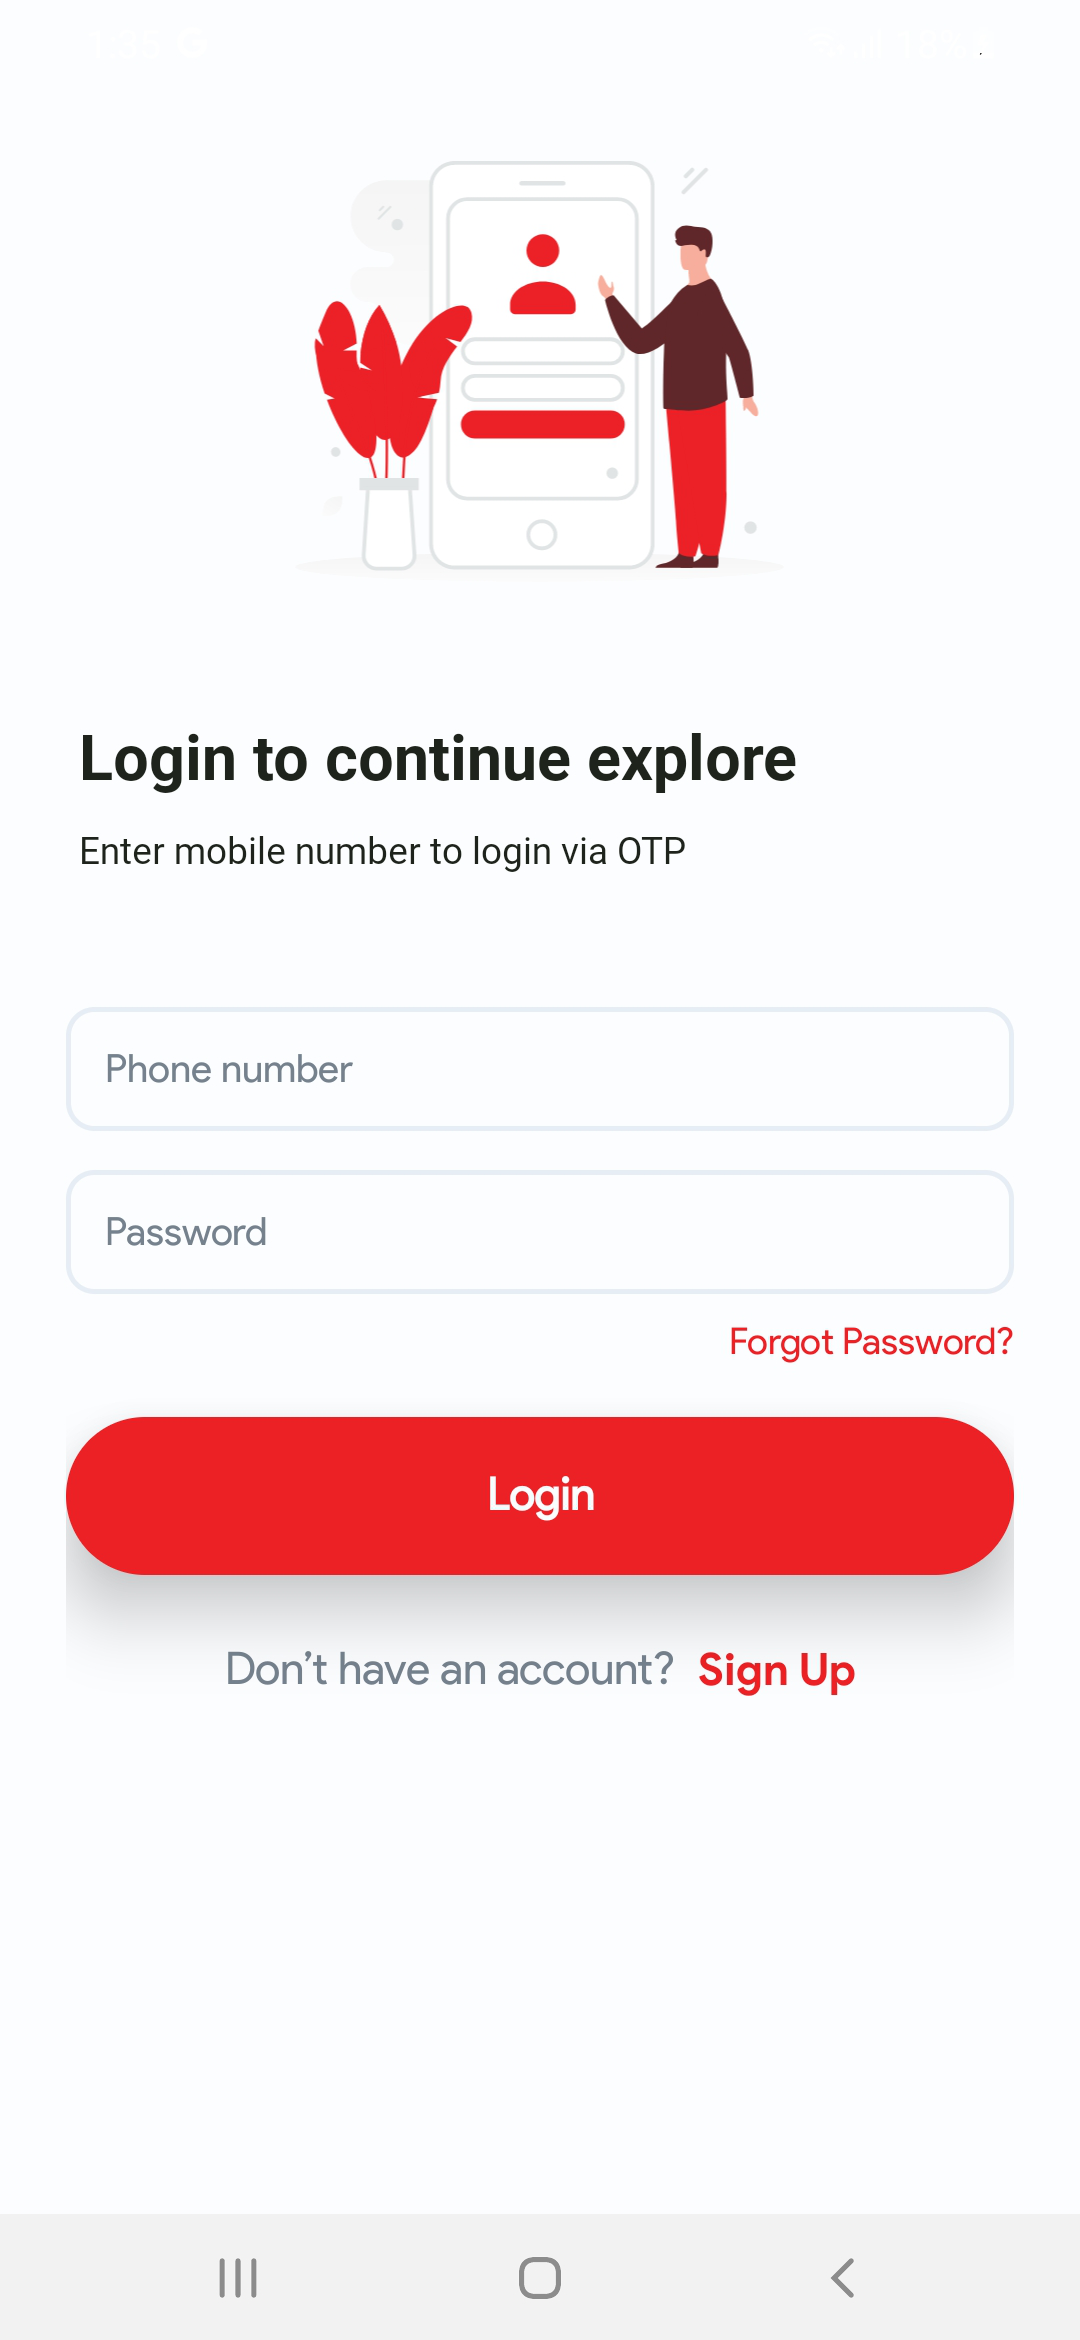 Login to continue explore
Enter mobile number to login via OTP
Phone number
Password
Forgot Password?
Login
Don’t have an account? Sign Up